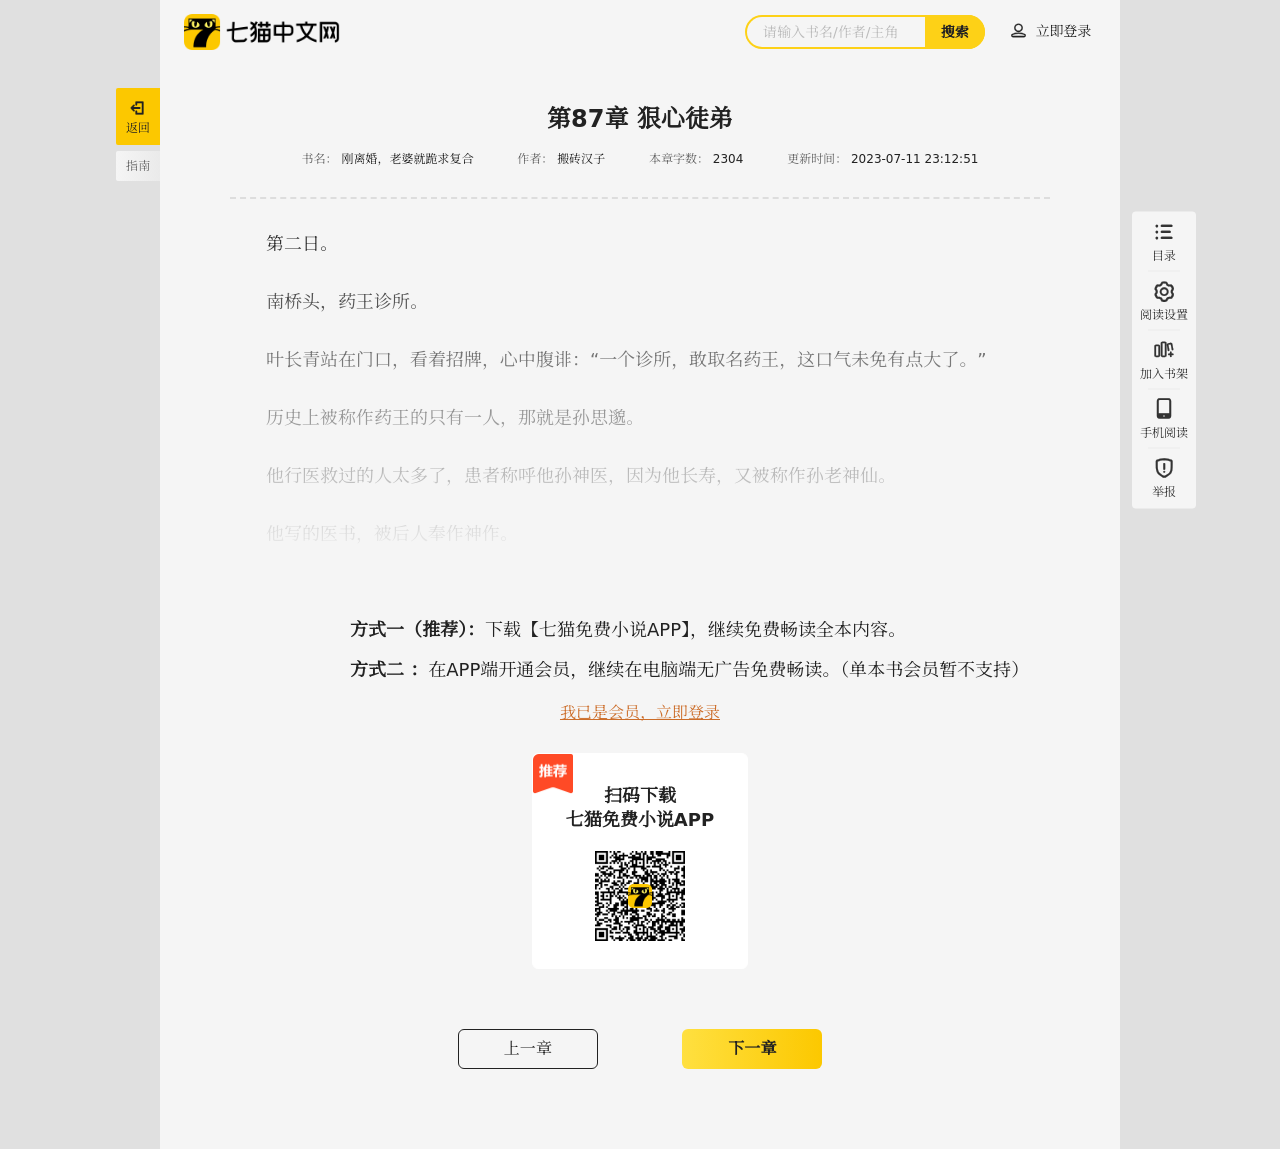 七猫中文网
请输入书名/作者/主角
搜索
立即登录
返回
指南
第87章 狠心徒弟
书名： 刚离婚，老婆就跪求复合 作者： 搬砖汉子 本章字数： 2304 更新时间： 2023-07-11 23:12:51
第二日。
南桥头，药王诊所。
叶长青站在门口，看着招牌，心中腹诽：“一个诊所，敢取名药王，这口气未免有点大了。”
历史上被称作药王的只有一人，那就是孙思邈。
他行医救过的人太多了，患者称呼他孙神医，因为他长寿，又被称作孙老神仙。
他写的医书，被后人奉作神作。
目录
阅读设置
加入书架
手机阅读
举报
方式一（推荐）：下载【七猫免费小说APP】，继续免费畅读全本内容。
方式二 ：在APP端开通会员，继续在电脑端无广告免费畅读。（单本书会员暂不支持）
我已是会员，立即登录
推荐
扫码下载
七猫免费小说APP
上一章
下一章